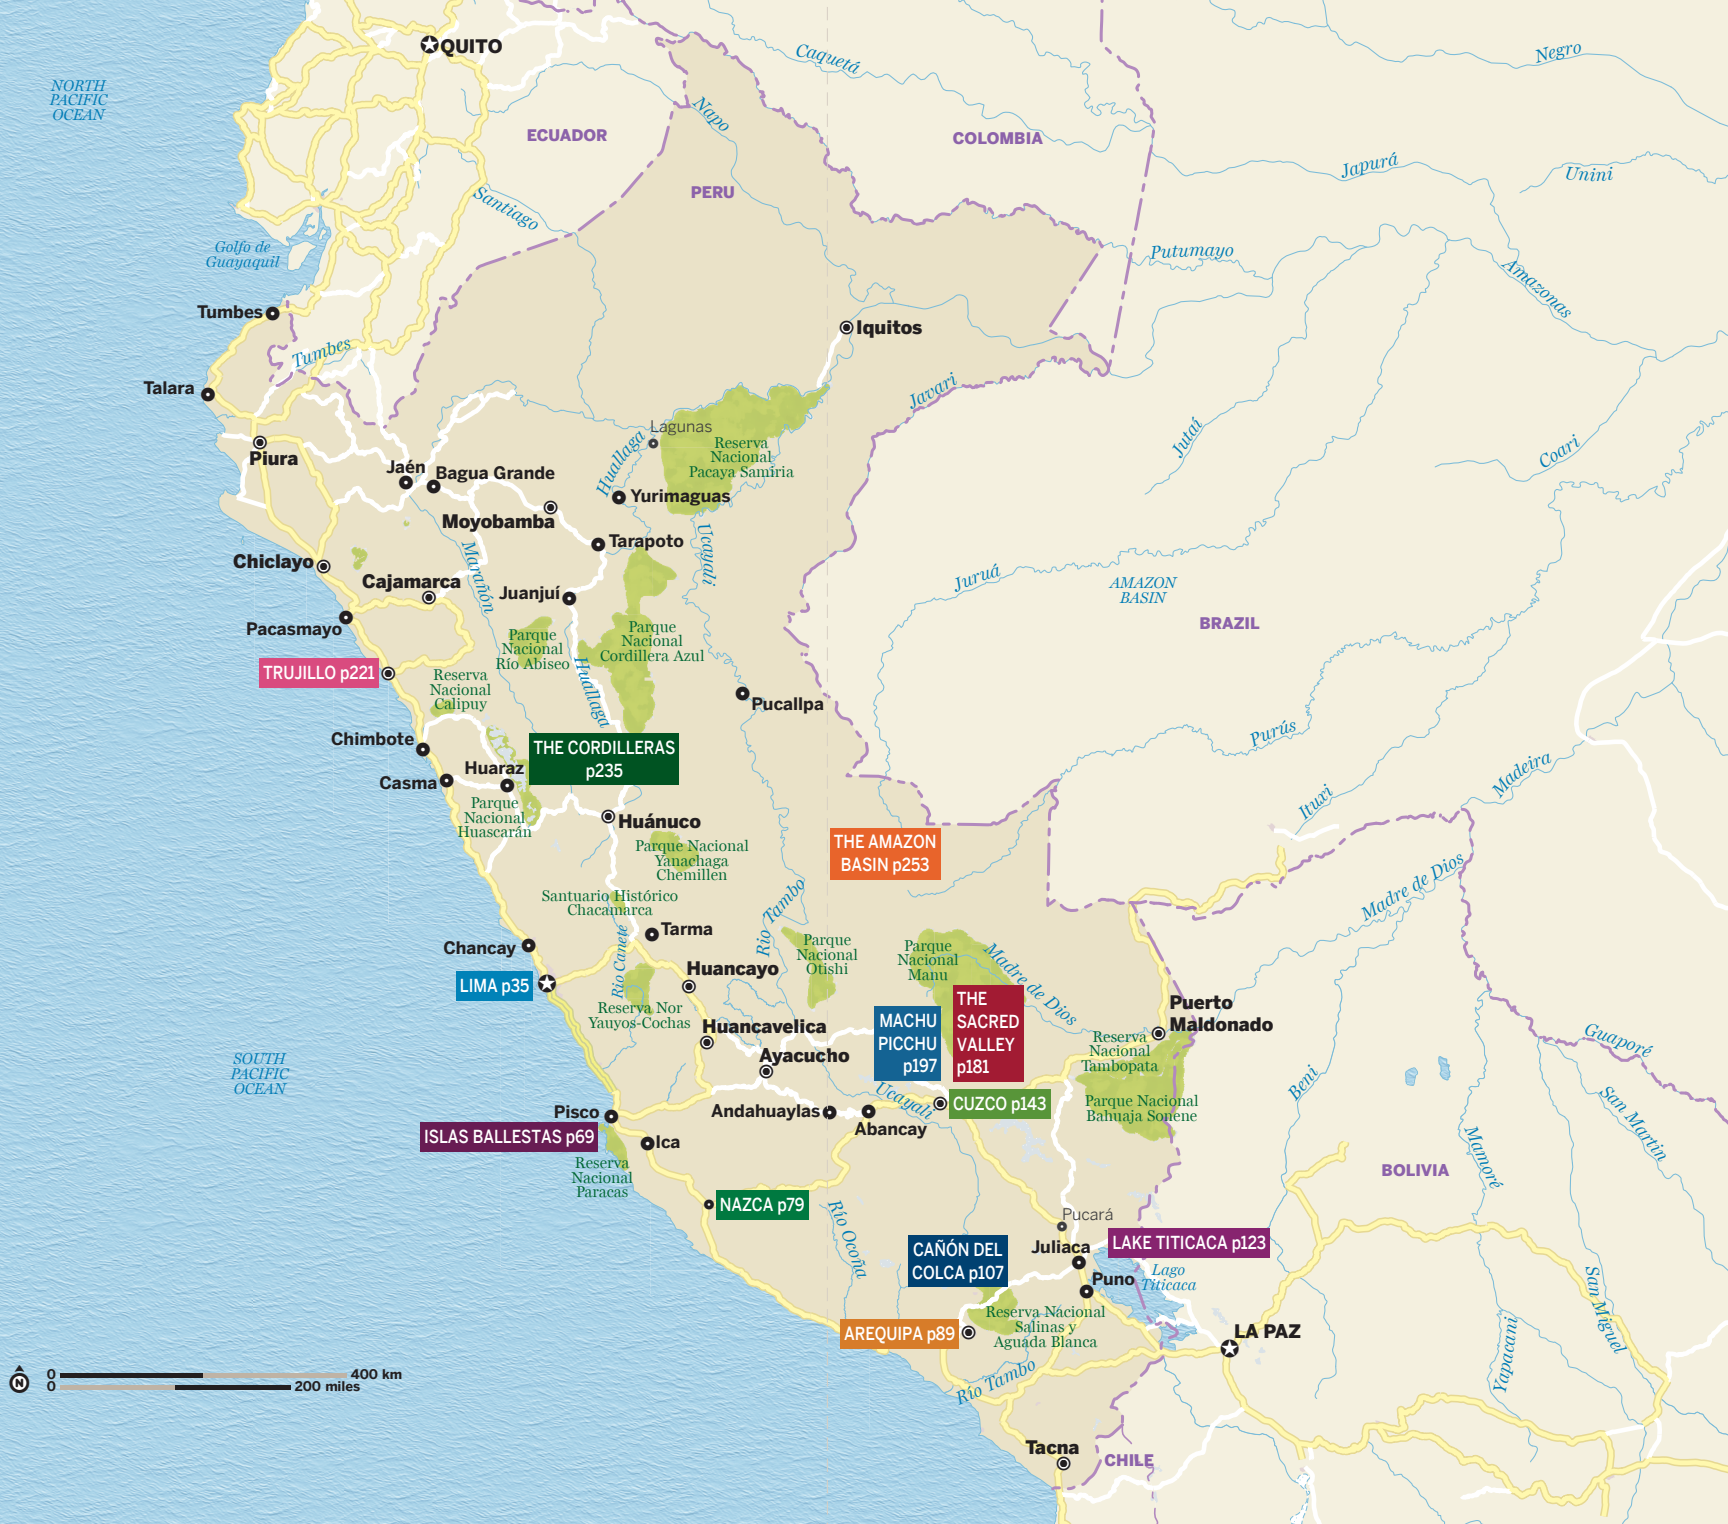 QUITO
NORTH
PACIFIC
OCEAN
Caquetá
Negro
Napo
ECUADOR
COLOMBIA
Japurá
Unini
PERU
Santiago
Golfo de
Guayaquil
Putumayo
Amazonas
Tumbes
Iquitos
Tumbes
Talara
Javari
Lagunas
Jutaí
Coari
Huallaga
Reserva
Nacional
Pacaya Samiria
Piura
Jaén
Bagua Grande
Yurimaguas
Moyobamba
Tarapoto
Ucayali
Marañón
Chiclayo
Cajamarca
Juanjuí
Juruá
AMAZON
BASIN
BRAZIL
Pacasmayo
Parque
Nacional
Río Abiseo
Parque
Nacional
Cordillera Azul
TRUJILLO p221
Reserva
Nacional
Calipuy
Huallaga
Pucallpa
Chimbote
THE CORDILLERAS
p235
Purús
Madeira
Huaraz
Casma
Ituxi
Parque
Nacional
Huascarán
Huánuco
Parque Nacional
Yanachaga
Chemillen
THE AMAZON
BASIN p253
Madre de Dios
Santuario Histórico
Chacamarca
Rio Tambo
Chancay
Tarma
Rio Canete
Parque
Nacional
Otishi
Parque
Nacional
Manu
Madre de Dios
LIMA p35
Huancayo
Reserva Nor
Yauyos-Cochas
THE
SACRED
VALLEY
p181
MACHU
PICCHU
p197
Puerto
Maldonado
Huancavelica
Ayacucho
Reserva
Nacional
Tambopata
Guaporé
SOUTH
PACIFIC
OCEAN
Beni
San Martin
Ucayali
CUZCO p143
Parque Nacional
Bahuaja Sonene
Pisco
Andahuaylas
Abancay
ISLAS BALLESTAS p69
Ica
Reserva
Nacional
Paracas
Mamoré
BOLIVIA
NAZCA p79
Río Ocoña
Pucará
CAÑÓN DEL
COLCA p107
Juliaca
LAKE TITICACA p123
Puno
Lago
Titicaca
San Miguel
Reserva Nacional
Salinas y
Aguada Blanca
AREQUIPA p89
LA PAZ
Yapacani
Río Tambo
N
0
400 km
0
200 miles
Tacna
CHILE